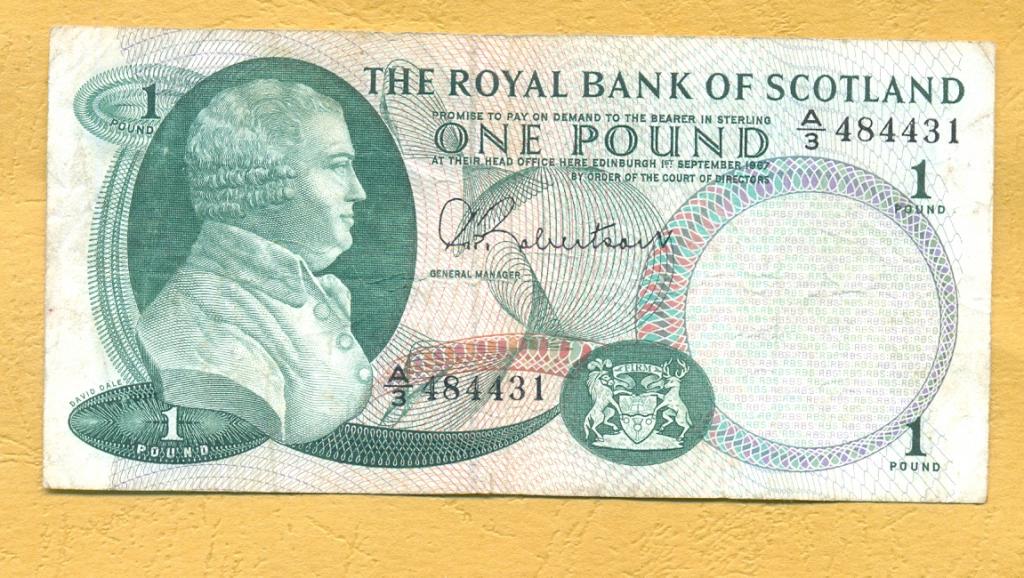 THE ROYAL BANK OF SCOTLAND
PROMISE TO PAY ON DEMAND TO THE BEARER IN STERLING
ONE POUND
A/3 484431
AT THEIR HEAD OFFICE HERE EDINBURGH 1ST SEPTEMBER 1967
BY ORDER OF THE COURT OF DIRECTORS
1
POUND
1
POUND
Robertson
GENERAL MANAGER
A/3 484431
FIRM
DAVID DALE
1
POUND
1
POUND